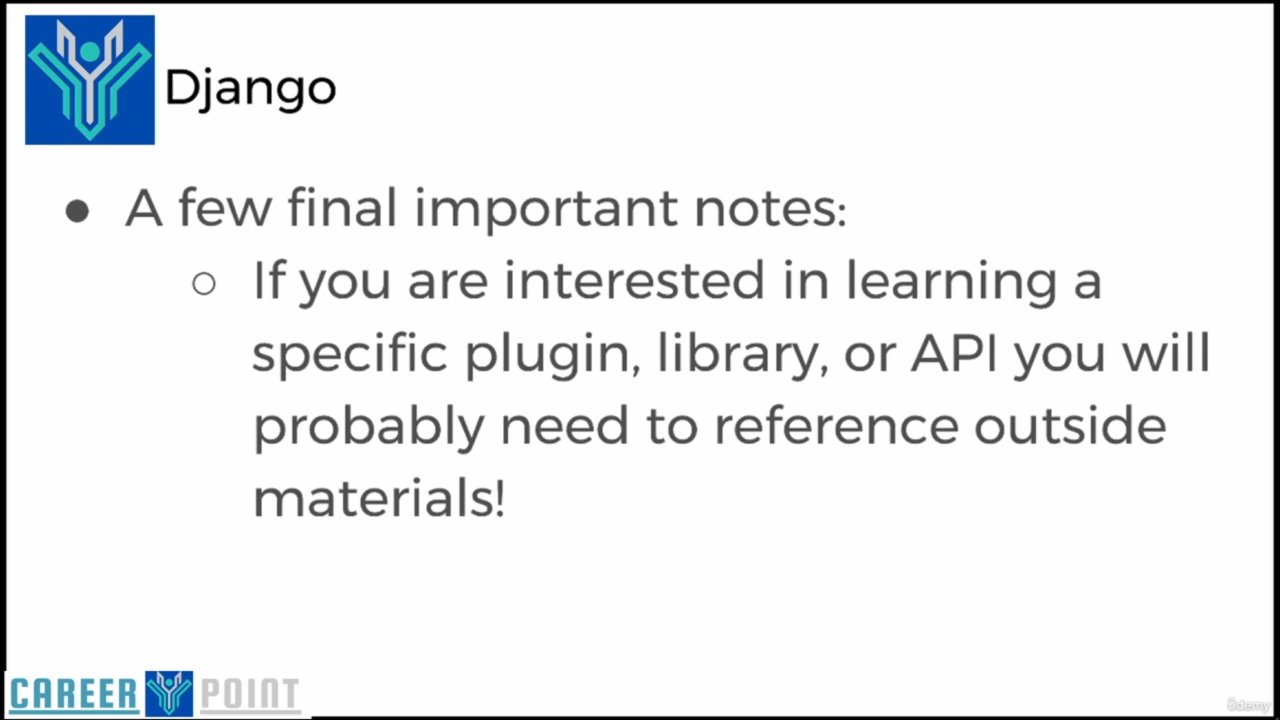 Django
● A few final important notes:
○ If you are interested in learning a
specific plugin, library, or API you will
probably need to reference outside
materials!
CAREER POINT
Udemy